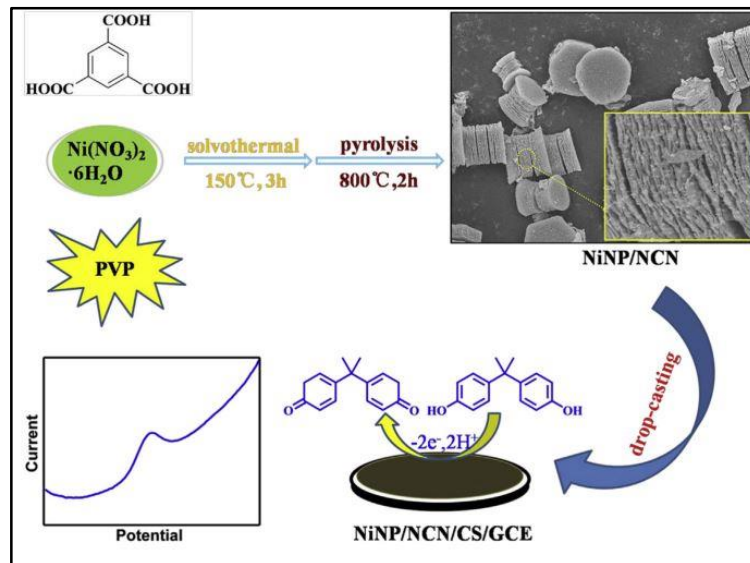 COOH
HOOC COOH
Ni(NO₃)₂
·6H₂O
solvothermal
150℃, 3h
pyrolysis
800℃, 2h
NiNP/NCN
PVP
drop-casting
O O
HO OH
-2e⁻,2H⁺
NiNP/NCN/CS/GCE
Current
Potential